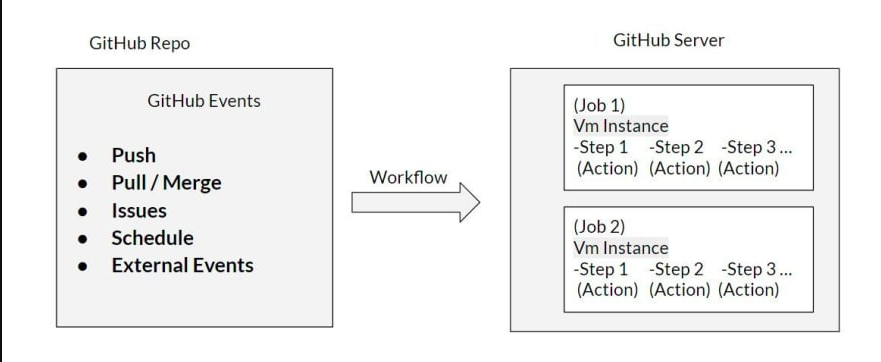 GitHub Repo
GitHub Events
● Push
● Pull / Merge
● Issues
● Schedule
● External Events
Workflow
GitHub Server
(Job 1)
Vm Instance
-Step 1 -Step 2 -Step 3 ...
(Action) (Action) (Action)
(Job 2)
Vm Instance
-Step 1 -Step 2 -Step 3 ...
(Action) (Action) (Action)